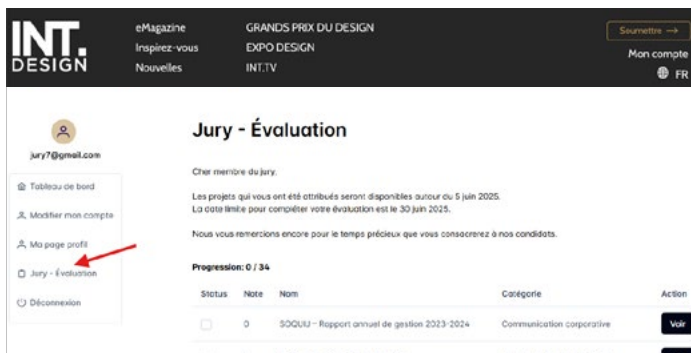 INT.
DESIGN
eMagazine
Inspirez-vous
Nouvelles
GRANDS PRIX DU DESIGN
EXPO DESIGN
INT.TV
Soumettre →
Mon compte
FR
jury7@gmail.com
Tableau de bord
Modifier mon compte
Ma page profil
Jury - Évaluation
Déconnexion
Jury - Évaluation
Cher membre du jury,
Les projets qui vous ont été attribués seront disponibles autour du 5 juin 2025.
La date limite pour compléter votre évaluation est le 30 juin 2025.
Nous vous remercions encore pour le temps précieux que vous consacrerez à nos candidats.
Progression: 0 / 34
Status Note Nom Catégorie Action
0 SOQUIJ – Rapport annuel de gestion 2023-2024 Communication corporative Voir